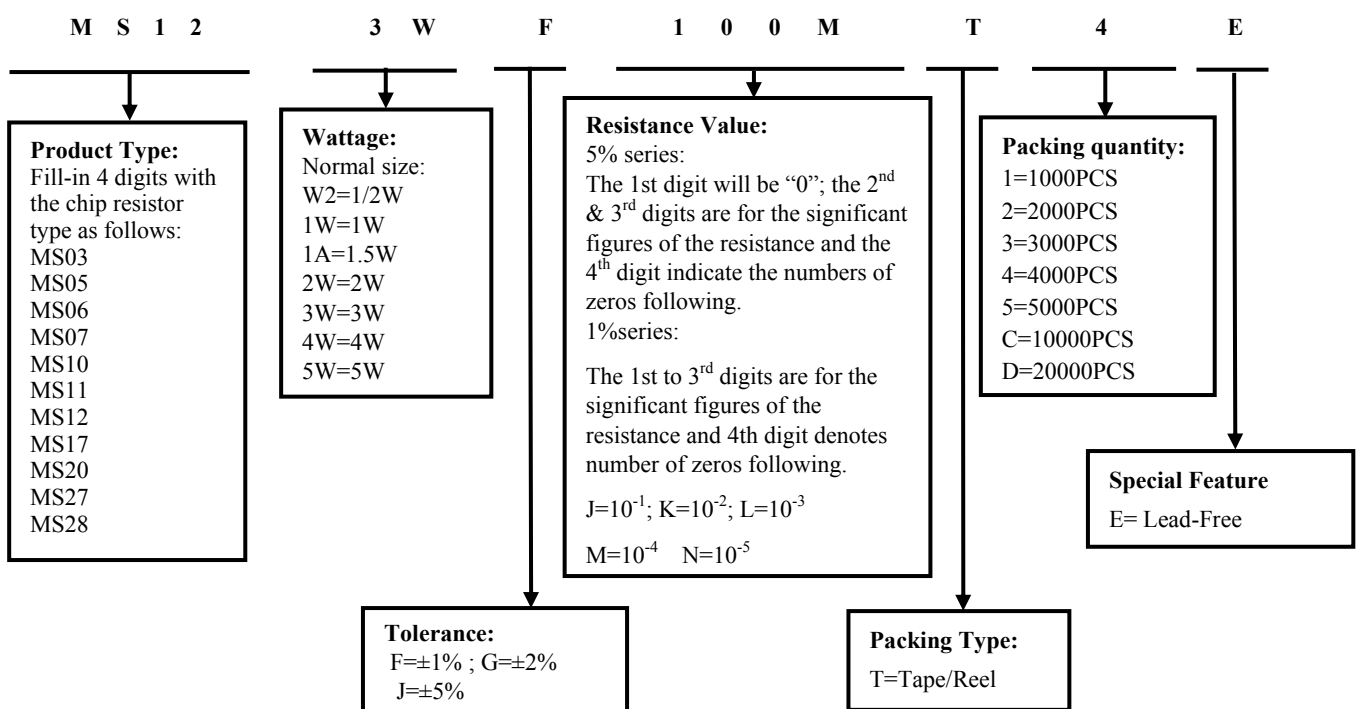 M S 1 2 3 W F 1 0 0 M T 4 E
Product Type:
Fill-in 4 digits with
the chip resistor
type as follows:
MS03
MS05
MS06
MS07
MS10
MS11
MS12
MS17
MS20
MS27
MS28
Wattage:
Normal size:
W2=1/2W
1W=1W
1A=1.5W
2W=2W
3W=3W
4W=4W
5W=5W
Tolerance:
F=±1% ; G=±2%
J=±5%
Resistance Value:
5% series:
The 1st digit will be “0”; the 2nd
& 3rd digits are for the significant
figures of the resistance and the
4th digit indicate the numbers of
zeros following.
1%series:
The 1st to 3rd digits are for the
significant figures of the
resistance and 4th digit denotes
number of zeros following.
J=10-1; K=10-2; L=10-3
M=10-4 N=10-5
Packing Type:
T=Tape/Reel
Packing quantity:
1=1000PCS
2=2000PCS
3=3000PCS
4=4000PCS
5=5000PCS
C=10000PCS
D=20000PCS
Special Feature
E= Lead-Free